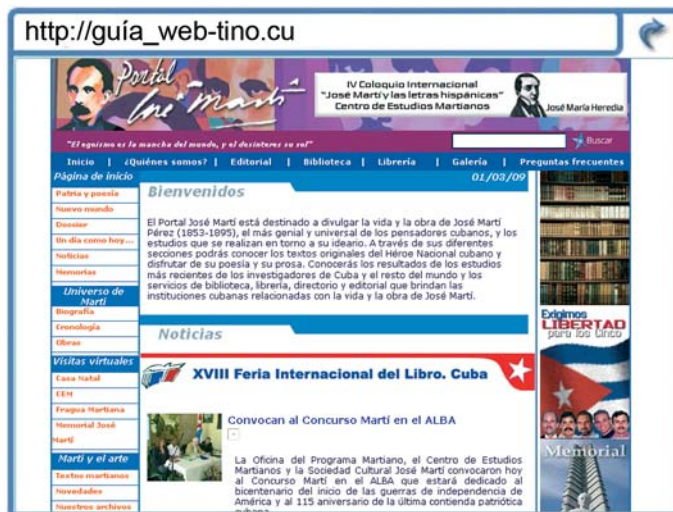 http://guía_web-tino.cu
Portal
José Martí
IV Coloquio Internacional
"José Martí y las letras hispánicas"
Centro de Estudios Martianos
José María Heredia
"El egoísmo es la mancha del mundo, y el desinteres su sol"
Buscar
Inicio | ¿Quiénes somos? | Editorial | Biblioteca | Librería | Galería | Preguntas frecuentes
Página de inicio
01/03/09
Patria y poesía
Nuevo mundo
Dossier
Un día como hoy...
Noticias
Memorias
Universo de
Martí
Biografía
Cronología
Obras
Visitas virtuales
Casa Natal
CEM
Fragua Martiana
Memorial José
Martí
Martí y el arte
Textos martianos
Novedades
Nuestros archivos
Bienvenidos
El Portal José Martí está destinado a divulgar la vida y la obra de José Martí
Pérez (1853-1895), el más genial y universal de los pensadores cubanos, y los
estudios que se realizan en torno a su ideario. A través de sus diferentes
secciones podrás conocer los textos originales del Héroe Nacional cubano y
disfrutar de su poesía y su prosa. Conocerás los resultados de los estudios
más recientes de los investigadores de Cuba y el resto del mundo y los
servicios de biblioteca, librería, directorio y editorial que brindan las
instituciones cubanas relacionadas con la vida y la obra de José Martí.
Noticias
XVIII Feria Internacional del Libro. Cuba
Convocan al Concurso Martí en el ALBA
La Oficina del Programa Martiano, el Centro de Estudios
Martianos y la Sociedad Cultural José Martí convocaron hoy
al Concurso Martí en el ALBA que estará dedicado al
bicentenario del inicio de las guerras de independencia de
América y al 115 aniversario de la última contienda patriótica
cubana
Exigimos
LIBERTAD
para los Cinco
Memorial